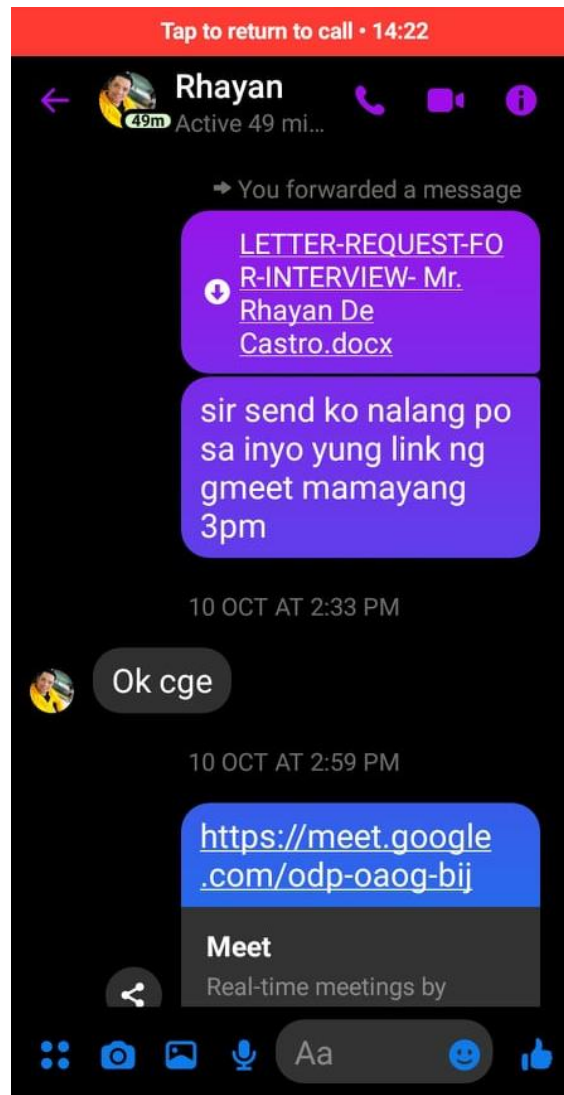 Tap to return to call • 14:22
Rhayan
49m
Active 49 mi...
You forwarded a message
LETTER-REQUEST-FO
R-INTERVIEW- Mr.
Rhayan De
Castro.docx
sir send ko nalang po
sa inyo yung link ng
gmeet mamayang
3pm
10 OCT AT 2:33 PM
Ok cge
10 OCT AT 2:59 PM
https://meet.google
.com/odp-oaog-bij
Meet
Real-time meetings by
Aa